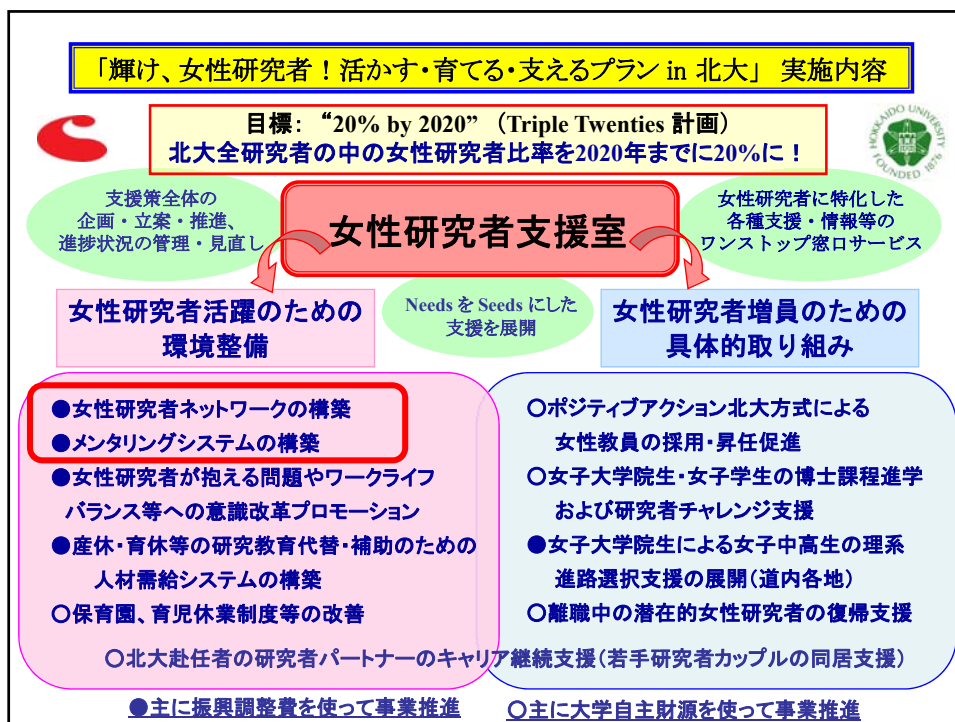 「輝け、女性研究者！活かす・育てる・支えるプラン in 北大」 実施内容
目標： “20% by 2020” （Triple Twenties 計画）
北大全研究者の中の女性研究者比率を2020年までに20%に！
HOKKAIDO UNIVERSITY
FOUNDED 1876
支援策全体の
企画・立案・推進、
進捗状況の管理・見直し
女性研究者支援室
女性研究者に特化した
各種支援・情報等の
ワンストップ窓口サービス
Needs を Seeds にした
支援を展開
女性研究者活躍のための
環境整備
女性研究者増員のための
具体的取り組み
●女性研究者ネットワークの構築
●メンタリングシステムの構築
●女性研究者が抱える問題やワークライフ
バランス等への意識改革プロモーション
●産休・育休等の研究教育代替・補助のための
人材需給システムの構築
○保育園、育児休業制度等の改善
○ポジティブアクション北大方式による
女性教員の採用・昇任促進
○女子大学院生・女子学生の博士課程進学
および研究者チャレンジ支援
●女子大学院生による女子中高生の理系
進路選択支援の展開（道内各地）
○離職中の潜在的女性研究者の復帰支援
○北大赴任者の研究者パートナーのキャリア継続支援（若手研究者カップルの同居支援）
●主に振興調整費を使って事業推進
○主に大学自主財源を使って事業推進